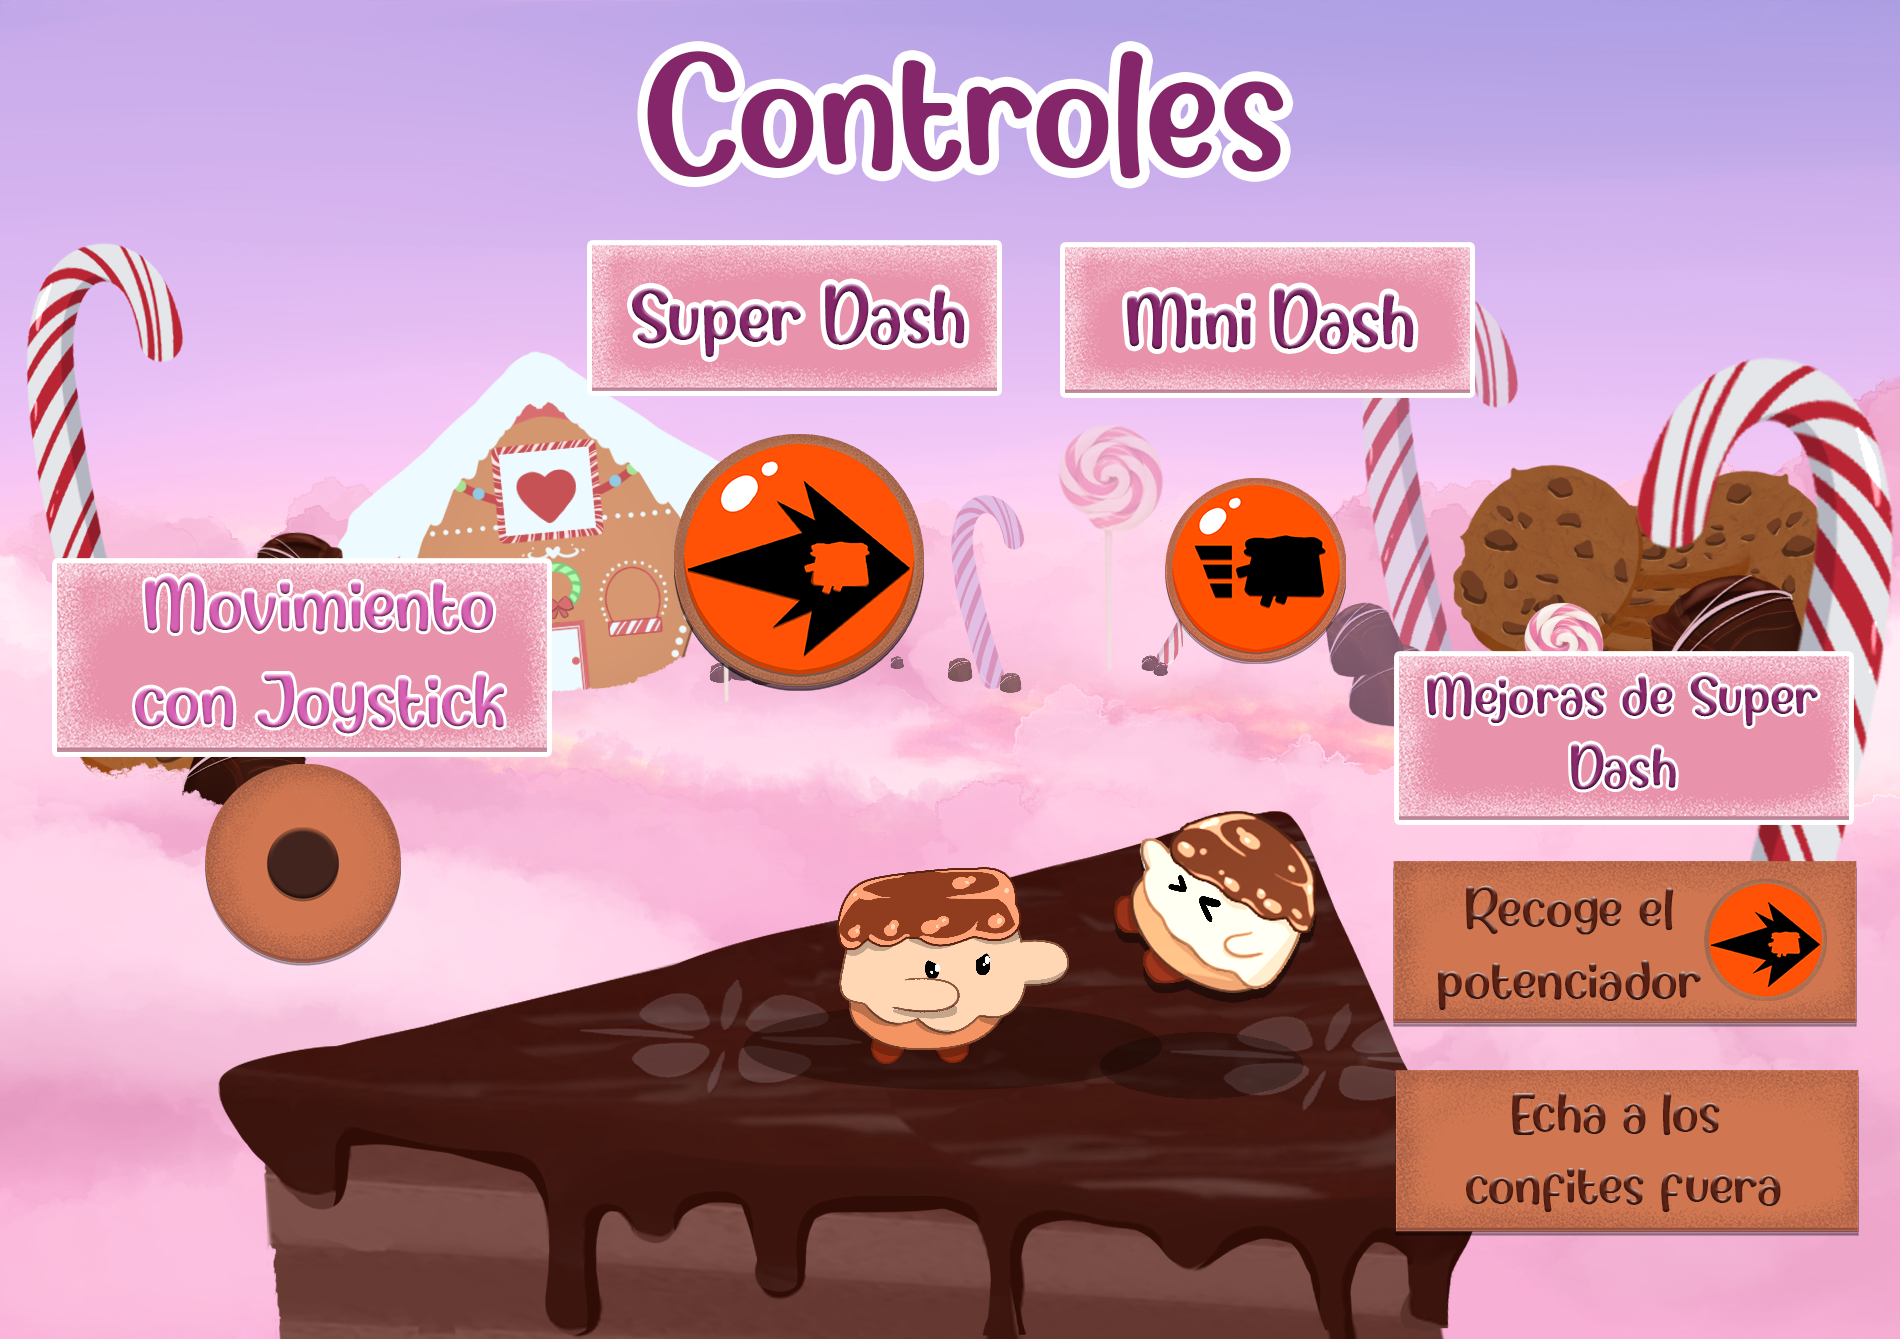 Controles
Super Dash
Mini Dash
Movimiento
con Joystick
Mejoras de Super
Dash
Recoge el
potenciador
Echa a los
confites fuera